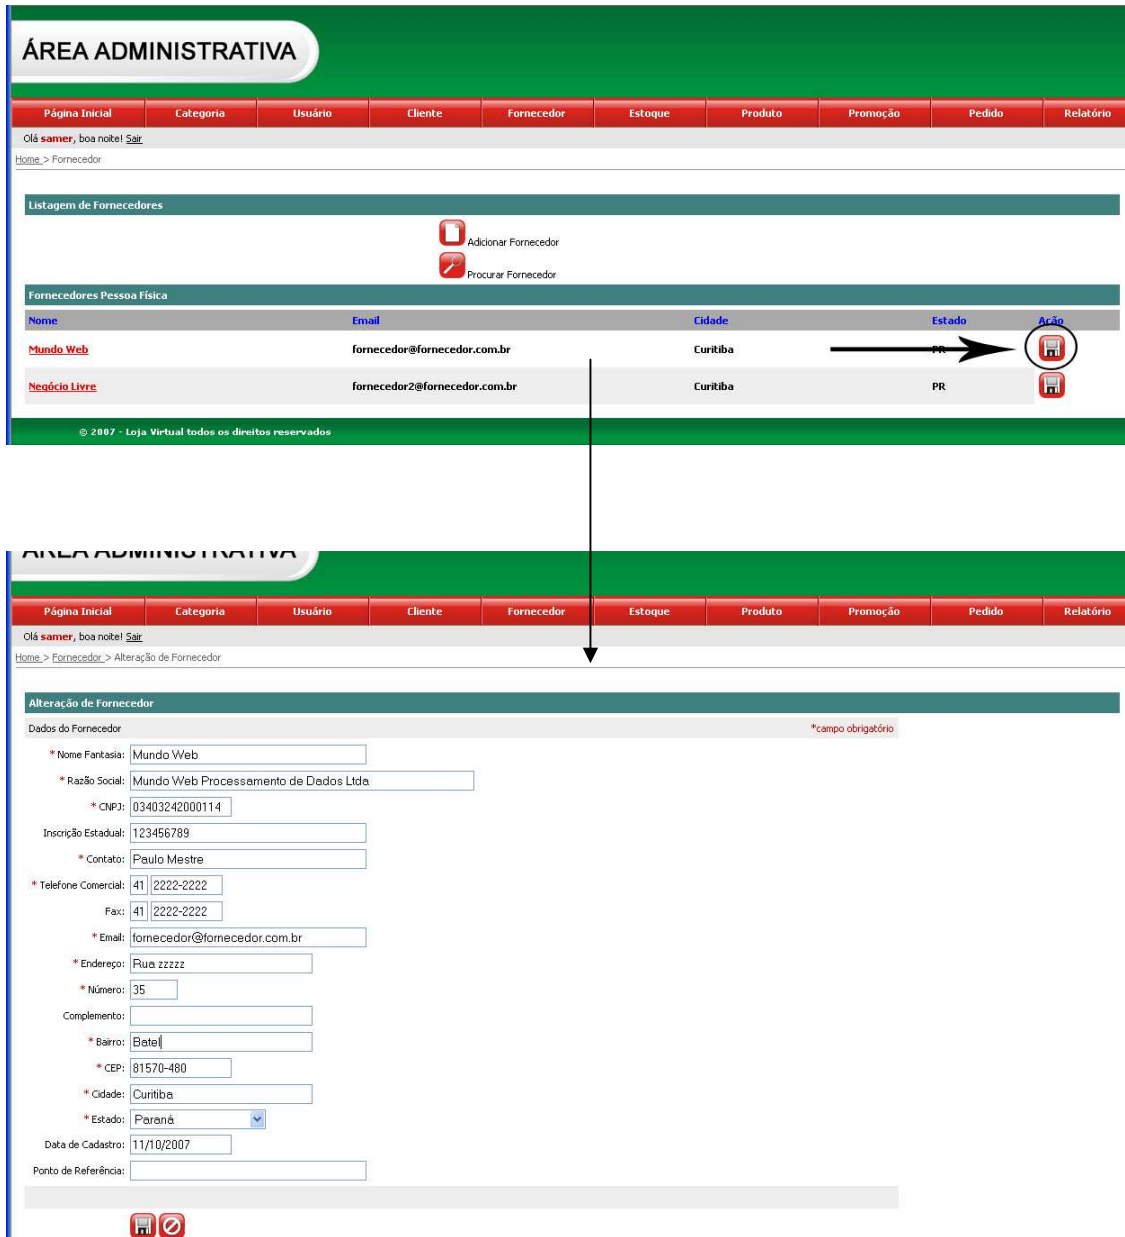 ÁREA ADMINISTRATIVA
Página Inicial Categoria Usuário Cliente Fornecedor Estoque Produto Promoção Pedido Relatório
Olá samer, boa noite! Sair
Home > Fornecedor
Listagem de Fornecedores
Adicionar Fornecedor
Procurar Fornecedor
Fornecedores Pessoa Física
Nome Email Cidade Estado Ação
Mundo Web fornecedor@fornecedor.com.br Curitiba PR
Negócio Livre fornecedor2@fornecedor.com.br Curitiba PR
© 2007 - Loja Virtual todos os direitos reservados
ÁREA ADMINISTRATIVA
Página Inicial Categoria Usuário Cliente Fornecedor Estoque Produto Promoção Pedido Relatório
Olá samer, boa noite! Sair
Home > Fornecedor > Alteração de Fornecedor
Alteração de Fornecedor
Dados do Fornecedor *campo obrigatório
* Nome Fantasia: Mundo Web
* Razão Social: Mundo Web Processamento de Dados Ltda
* CNPJ: 03403242000114
Inscrição Estadual: 123456789
* Contato: Paulo Mestre
* Telefone Comercial: 41 2222-2222
Fax: 41 2222-2222
* Email: fornecedor@fornecedor.com.br
* Endereço: Rua zzzzz
* Número: 35
Complemento:
* Bairro: Batel
* CEP: 81570-480
* Cidade: Curitiba
* Estado: Paraná
Data de Cadastro: 11/10/2007
Ponto de Referência: